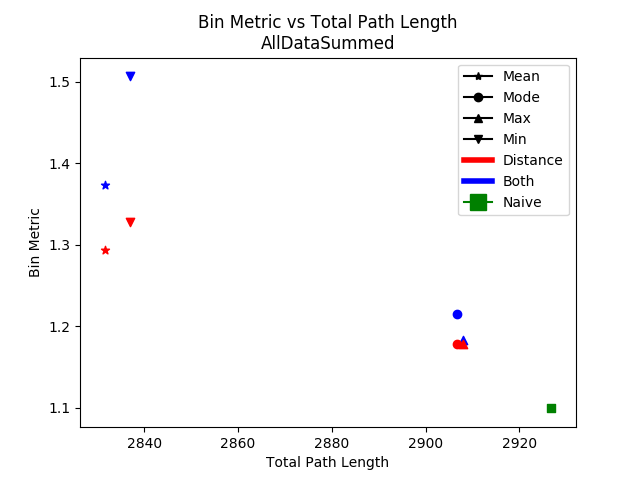 Bin Metric vs Total Path Length
AllDataSummed
Mean
Mode
Max
Min
Distance
Both
Naive
1.5
1.4
1.3
1.2
1.1
Bin Metric
2840 2860 2880 2900 2920
Total Path Length